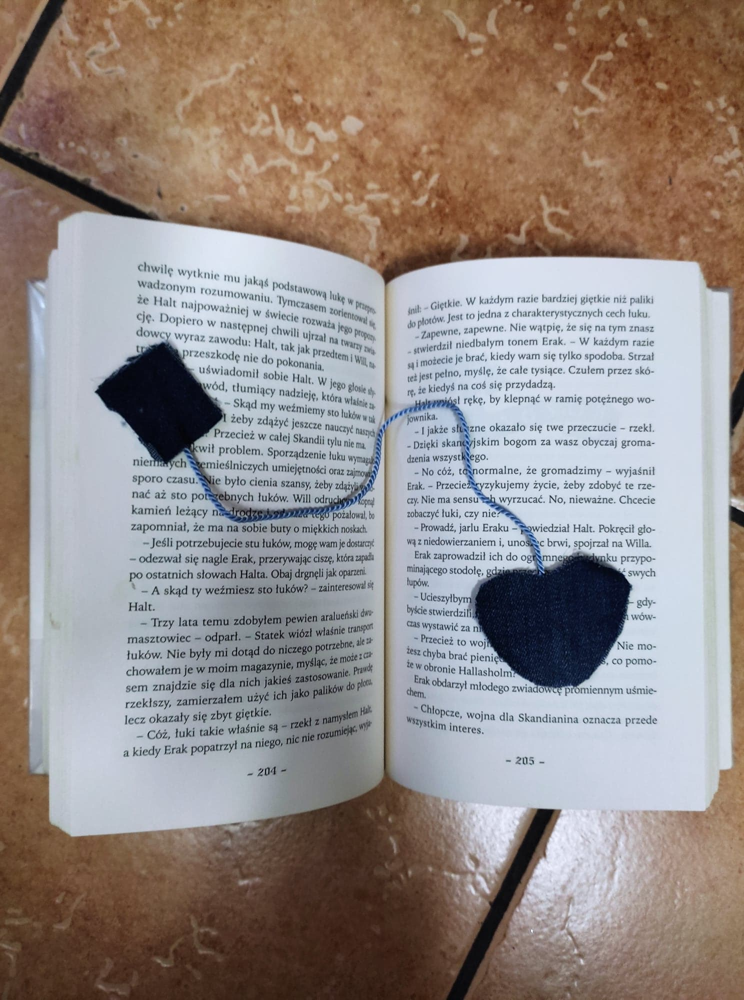 chwilę wytknie mu jakąś podstawową lukę w przepro-
wadzonym rozumowaniu. Tymczasem zorientował się,
że Halt najpoważniej w świecie rozważa jego propozy-
cję. Dopiero w następnej chwili ujrzał na twarzy zwia-
dowcy wyraz zawodu: Halt, tak jak przedtem i Will, na-
przeszkodę nie do pokonania.
– uświadomił sobie Halt. W jego głosie sły-
wód, tłumiący nadzieję, która właśnie za-
– Skąd my weźmiemy sto łuków w tak
I żeby zdążyć jeszcze nauczyć naszych
Przecież w całej Skandii tylu nie ma.
kwił problem. Sporządzenie łuku wymagało
niemałych rzemieślniczych umiejętności oraz zajmowało
sporo czasu. Nie było cienia szansy, żeby zdążyli
nać aż sto potrzebnych łuków. Will odruchowo kopnął
kamień leżący na drodze i od tego pożałował, bo
zapomniał, że ma na sobie buty o miękkich noskach.
– Jeśli potrzebujecie stu łuków, mogę wam je dostarczyć
– odezwał się nagle Erak, przerywając ciszę, która zapadła
po ostatnich słowach Halta. Obaj drgnęli jak oparzeni.
– A skąd ty weźmiesz sto łuków? – zainteresował się
Halt.
– Trzy lata temu zdobyłem pewien aralueński dwu-
masztowiec – odparł. – Statek wiózł właśnie transport
łuków. Nie były mi dotąd do niczego potrzebne, ale za-
chowałem je w moim magazynie, myśląc, że może z cza-
sem znajdzie się dla nich jakieś zastosowanie. Prawdę
rzekłszy, zamierzałem użyć ich jako palików do płotu,
lecz okazały się zbyt giętkie.
– Cóż, łuki takie właśnie są – rzekł z namysłem Halt,
a kiedy Erak popatrzył na niego, nic nie rozumiejąc, wyja-
– 204 –
śnił: – Giętkie. W każdym razie bardziej giętkie niż paliki
do płotów. Jest to jedna z charakterystycznych cech łuku.
– Zapewne, zapewne. Nie wątpię, że się na tym znasz
– stwierdził niedbałym tonem Erak. – W każdym razie
są i możecie je brać, kiedy wam się tylko spodoba. Strzał
też jest pełno, myślę, że całe tysiące. Czułem przez skó-
rę, że kiedyś na coś się przydadzą.
Halt uniósł rękę, by klepnąć w ramię potężnego wo-
jownika.
– I jakże słuszne okazało się twe przeczucie – rzekł.
– Dzięki skandyjskim bogom za wasz obyczaj groma-
dzenia wszystkiego.
– No cóż, to normalne, że gromadzimy – wyjaśnił
Erak. – Przecież ryzykujemy życie, żeby zdobyć te rze-
czy. Nie ma sensu ich wyrzucać. No, nieważne. Chcecie
zobaczyć łuki, czy nie?
– Prowadź, jarlu Eraku – powiedział Halt. Pokręcił gło-
wą z niedowierzaniem i, unosząc brwi, spojrzał na Willa.
Erak zaprowadził ich do ogromnego budynku przypo-
minającego stodołę, gdzie swych
łupów.
– Ucieszyłbym – gdy-
byście stwierdzili, wów-
czas wystawić za
– Przecież to Nie mo-
żesz chyba brać co pomo-
że w obronie Hallasholm?
Erak obdarzył młodego zwiadowcę promiennym uśmie-
chem.
– Chłopcze, wojna dla Skandianina oznacza przede
wszystkim interes.
– 205 –